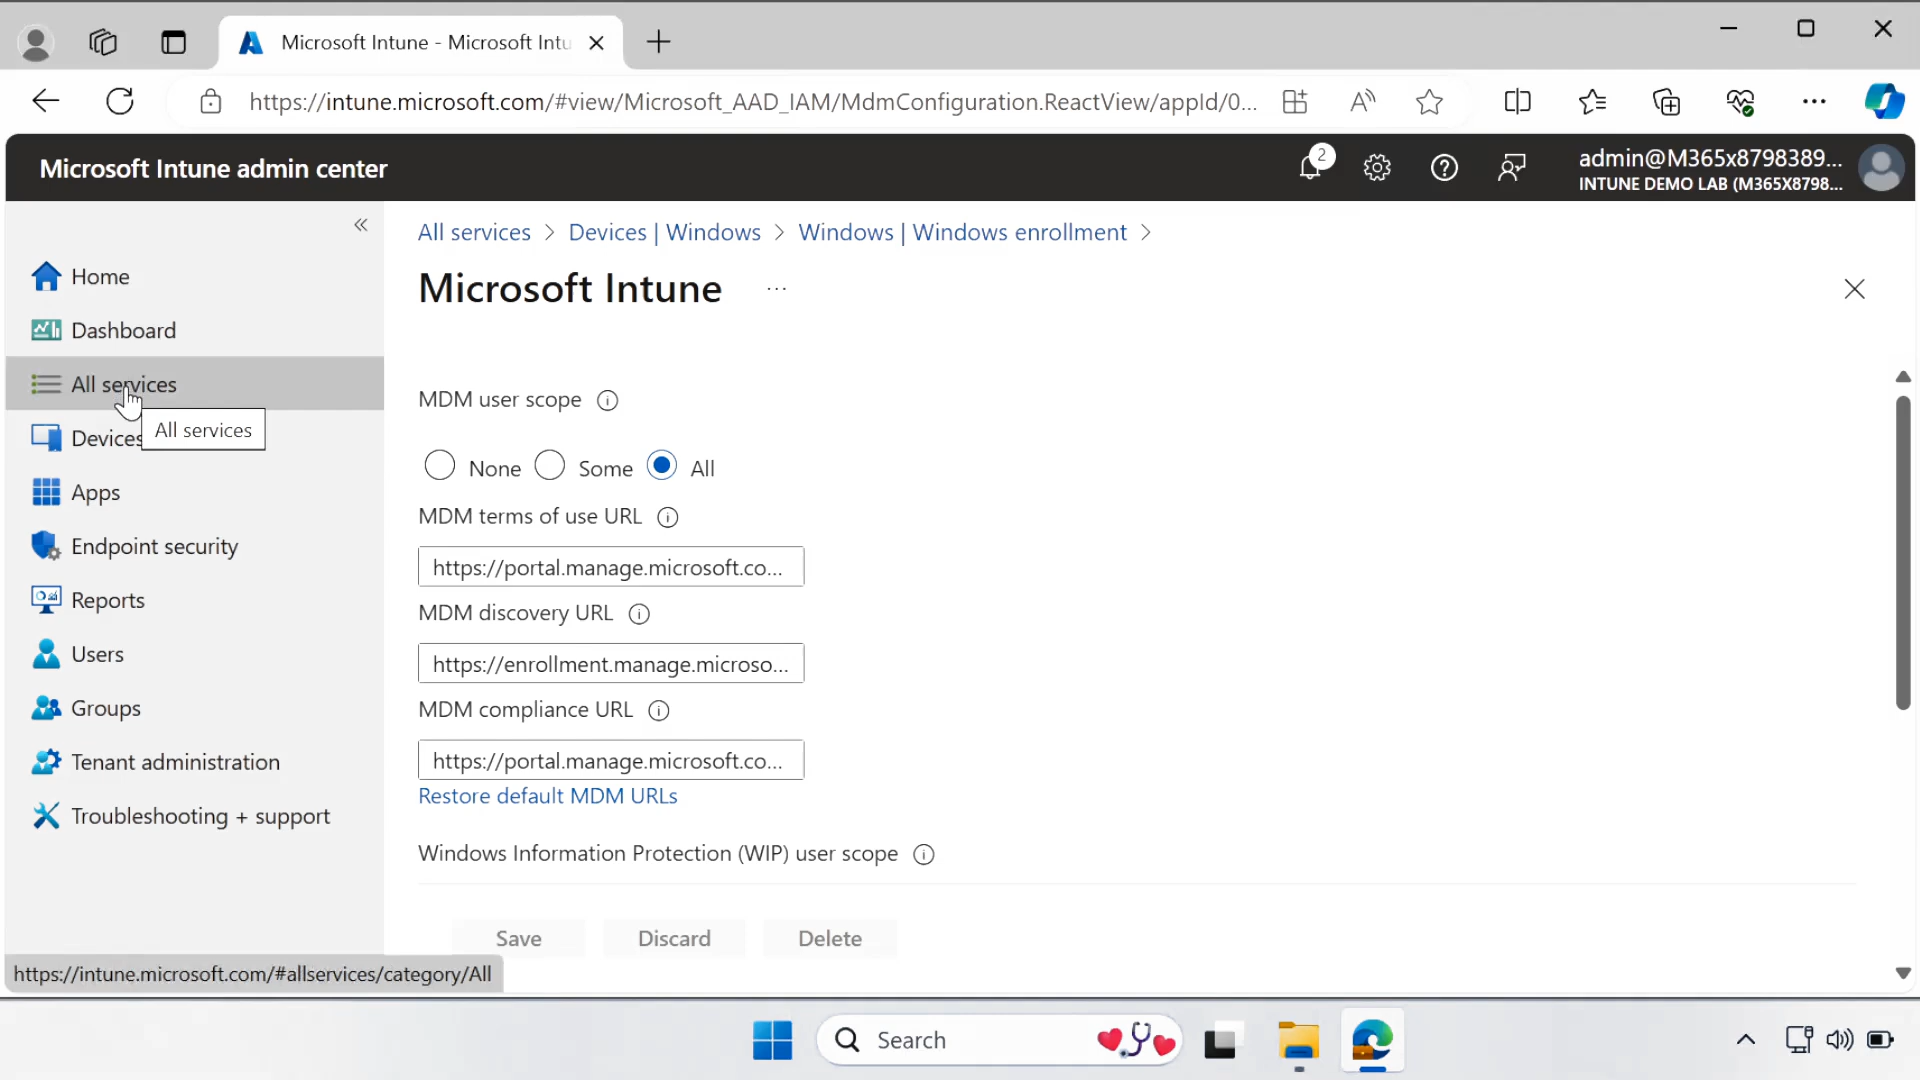 Microsoft Intune - Microsoft Intu
https://intune.microsoft.com/#view/Microsoft_AAD_IAM/MdmConfiguration.ReactView/appId/0...
Microsoft Intune admin center
2
admin@M365x8798389...
INTUNE DEMO LAB (M365X8798...
All services > Devices | Windows > Windows | Windows enrollment >
Home
Microsoft Intune ...
Dashboard
All services
All services
Devices
Apps
Endpoint security
Reports
Users
Groups
Tenant administration
Troubleshooting + support
MDM user scope
None Some All
MDM terms of use URL
https://portal.manage.microsoft.co...
MDM discovery URL
https://enrollment.manage.microso...
MDM compliance URL
https://portal.manage.microsoft.co...
Restore default MDM URLs
Windows Information Protection (WIP) user scope
Save Discard Delete
https://intune.microsoft.com/#allservices/category/All
Search